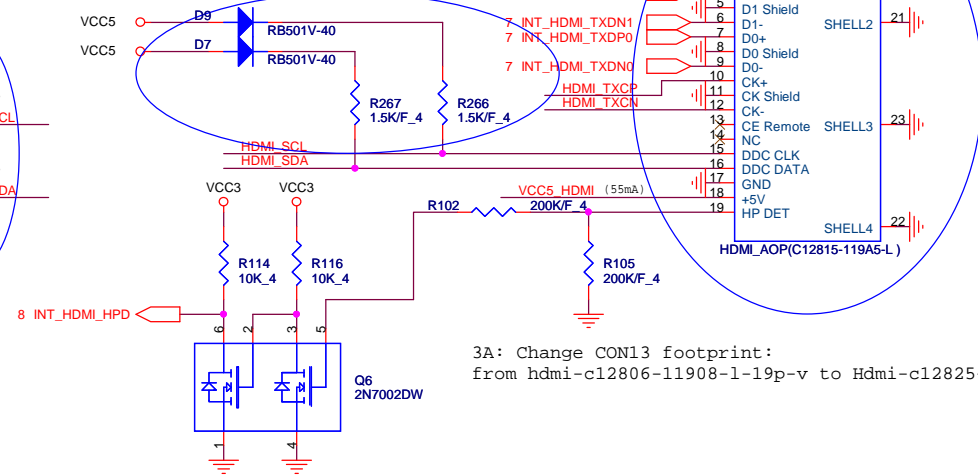 VCC5
D9
RB501V-40
VCC5
D7
RB501V-40
R267
1.5K/F_4
R266
1.5K/F_4
7 INT_HDMI_TXDN1
7 INT_HDMI_TXDP0
7 INT_HDMI_TXDN0
HDMI_TXCP
HDMI_TXCN
5 D1 Shield
6 D1-
7 D0+
8 D0 Shield
9 D0-
10 CK+
11 CK Shield
12 CK-
13 CE Remote
14 NC
15 DDC CLK
16 DDC DATA
17 GND
18 +5V
19 HP DET
SHELL2 21
SHELL3 23
SHELL4 22
HDMI_AOP(C12815-119A5-L )
CL
DA
HDMI_SCL
HDMI_SDA
VCC3
VCC3
VCC5_HDMI (55mA)
R102
200K/F_4
R105
200K/F_4
R114
10K_4
R116
10K_4
8 INT_HDMI_HPD
6
2
3
5
Q6
2N7002DW
1
4
3A: Change CON13 footprint:
from hdmi-c12806-11908-l-19p-v to Hdmi-c12825